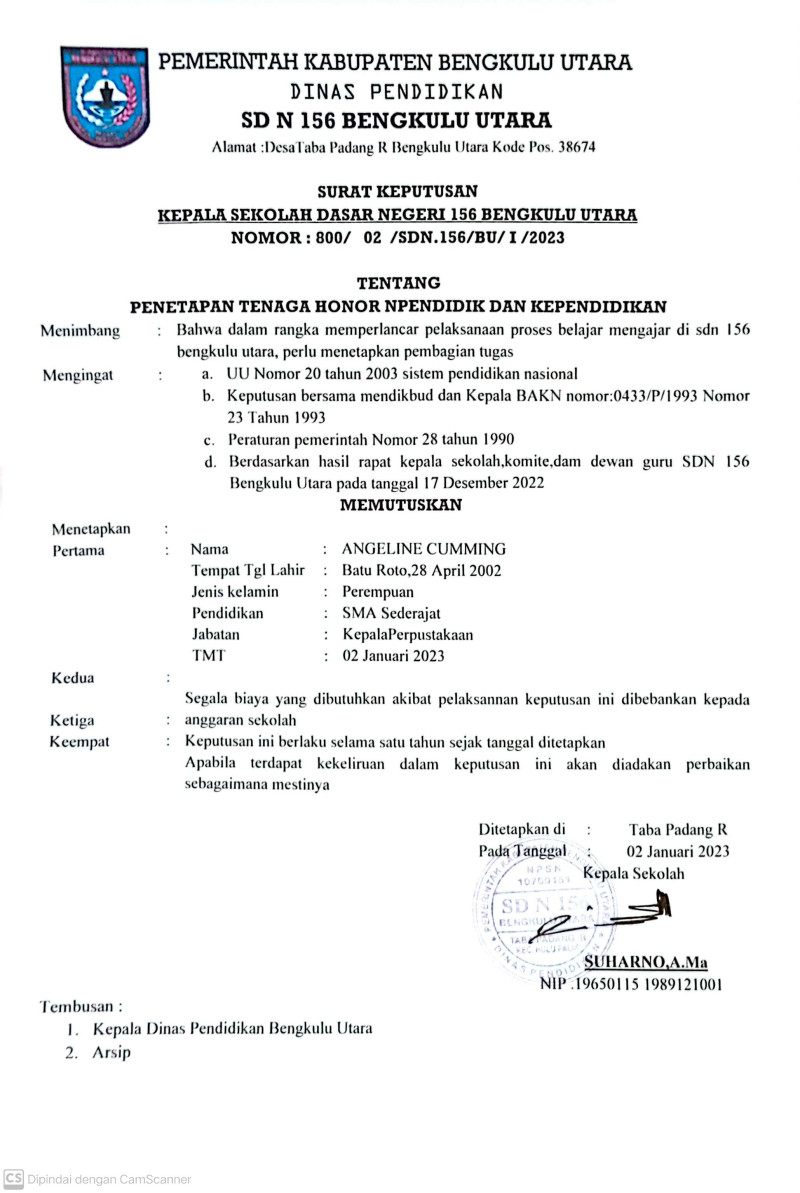 PEMERINTAH KABUPATEN BENGKULU UTARA
DINAS PENDIDIKAN
SD N 156 BENGKULU UTARA
Alamat :DesaTaba Padang R Bengkulu Utara Kode Pos. 38674
SURAT KEPUTUSAN
KEPALA SEKOLAH DASAR NEGERI 156 BENGKULU UTARA
NOMOR : 800/ 02 /SDN.156/BU/ I /2023
TENTANG
PENETAPAN TENAGA HONOR NPENDIDIK DAN KEPENDIDIKAN
Menimbang : Bahwa dalam rangka memperlancar pelaksanaan proses belajar mengajar di sdn 156
bengkulu utara, perlu menetapkan pembagian tugas
Mengingat : a. UU Nomor 20 tahun 2003 sistem pendidikan nasional
b. Keputusan bersama mendikbud dan Kepala BAKN nomor:0433/P/1993 Nomor
23 Tahun 1993
c. Peraturan pemerintah Nomor 28 tahun 1990
d. Berdasarkan hasil rapat kepala sekolah,komite,dam dewan guru SDN 156
Bengkulu Utara pada tanggal 17 Desember 2022
MEMUTUSKAN
Menetapkan :
Pertama : Nama : ANGELINE CUMMING
Tempat Tgl Lahir : Batu Roto,28 April 2002
Jenis kelamin : Perempuan
Pendidikan : SMA Sederajat
Jabatan : KepalaPerpustakaan
TMT : 02 Januari 2023
Kedua :
Segala biaya yang dibutuhkan akibat pelaksannan keputusan ini dibebankan kepada
Ketiga : anggaran sekolah
Keempat : Keputusan ini berlaku selama satu tahun sejak tanggal ditetapkan
Apabila terdapat kekeliruan dalam keputusan ini akan diadakan perbaikan
sebagaimana mestinya
Ditetapkan di : Taba Padang R
Pada Tanggal : 02 Januari 2023
Kepala Sekolah
NPSN
SD N 156
BENGKULU UTARA
TABA PADANG R
DINAS PENDIDIKAN
SUHARNO,A.Ma
NIP .19650115 1989121001
Tembusan :
1. Kepala Dinas Pendidikan Bengkulu Utara
2. Arsip
CS Dipindai dengan CamScanner